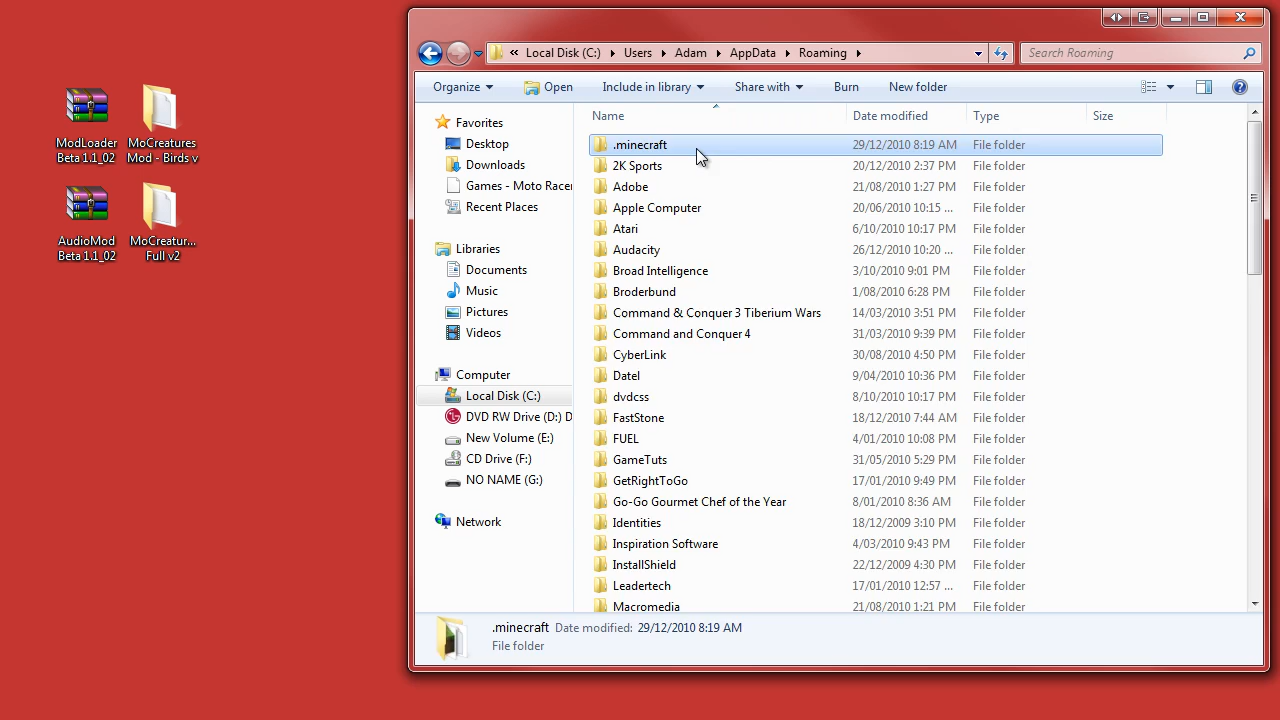 ModLoader
Beta 1.1_02
MoCreatures
Mod - Birds v
AudioMod
Beta 1.1_02
MoCreatur...
Full v2
« Local Disk (C:) Users Adam AppData Roaming
Search Roaming
Organize Open Include in library Share with Burn New folder
Favorites
Desktop
Downloads
Games - Moto Racer
Recent Places
Libraries
Documents
Music
Pictures
Videos
Computer
Local Disk (C:)
DVD RW Drive (D:) D
New Volume (E:)
CD Drive (F:)
NO NAME (G:)
Network
Name Date modified Type Size
.minecraft 29/12/2010 8:19 AM File folder
2K Sports 20/12/2010 2:37 PM File folder
Adobe 21/08/2010 1:27 PM File folder
Apple Computer 20/06/2010 10:15 ... File folder
Atari 6/10/2010 10:17 PM File folder
Audacity 26/12/2010 10:20 ... File folder
Broad Intelligence 3/10/2010 9:01 PM File folder
Broderbund 1/08/2010 6:28 PM File folder
Command & Conquer 3 Tiberium Wars 14/03/2010 3:51 PM File folder
Command and Conquer 4 31/03/2010 9:39 PM File folder
CyberLink 30/08/2010 4:50 PM File folder
Datel 9/04/2010 10:36 PM File folder
dvdcss 8/10/2010 10:17 PM File folder
FastStone 18/12/2010 7:44 AM File folder
FUEL 4/01/2010 10:08 PM File folder
GameTuts 31/05/2010 5:29 PM File folder
GetRightToGo 17/01/2010 9:49 PM File folder
Go-Go Gourmet Chef of the Year 8/01/2010 8:36 AM File folder
Identities 18/12/2009 3:10 PM File folder
Inspiration Software 4/03/2010 9:43 PM File folder
InstallShield 22/12/2009 4:30 PM File folder
Leadertech 17/01/2010 12:57 ... File folder
Macromedia 21/08/2010 1:21 PM File folder
.minecraft Date modified: 29/12/2010 8:19 AM
File folder